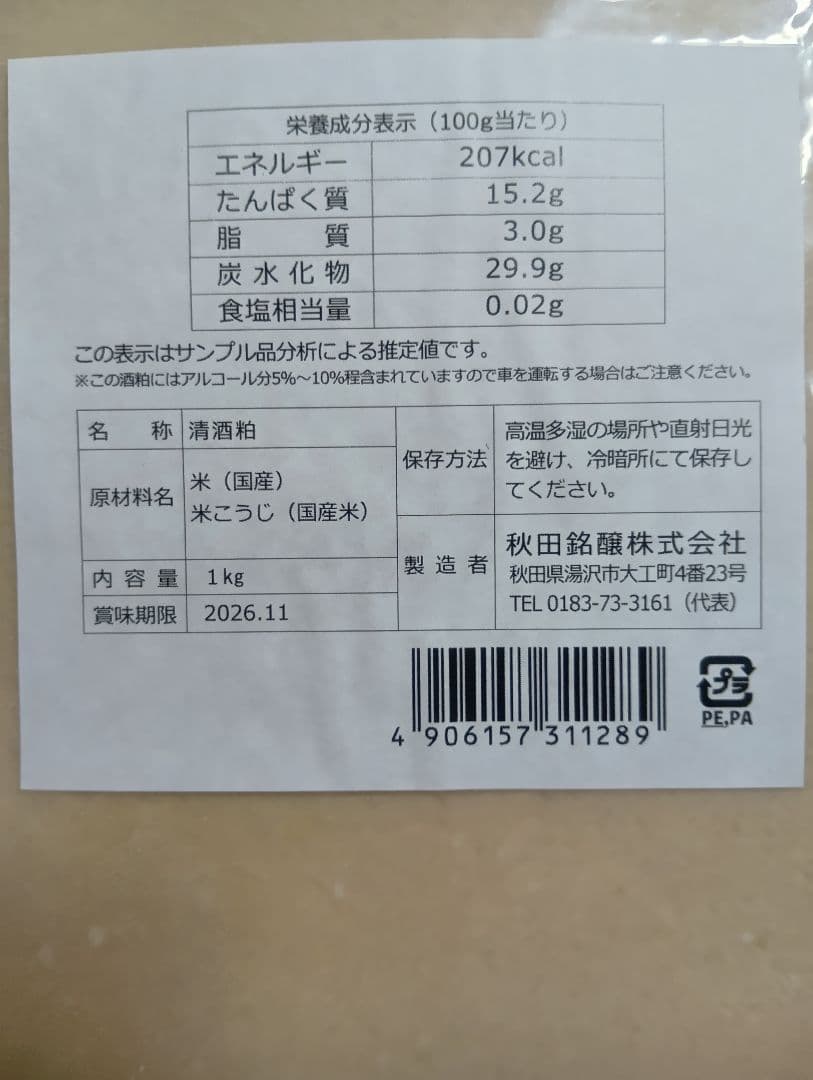 栄養成分表示（100g当たり）
エネルギー 207kcal
たんぱく質 15.2g
脂質 3.0g
炭水化物 29.9g
食塩相当量 0.02g
この表示はサンプル品分析による推定値です。
※この酒粕にはアルコール分5%～10%程含まれていますので車を運転する場合はご注意ください。
名称 清酒粕
原材料名 米（国産）
米こうじ（国産米）
内容量 1kg
賞味期限 2026.11
保存方法 高温多湿の場所や直射日光
を避け、冷暗所にて保存し
てください。
製造者 秋田銘醸株式会社
秋田県湯沢市大工町4番23号
TEL 0183-73-3161（代表）
4 906157 311289
プラ
PE,PA